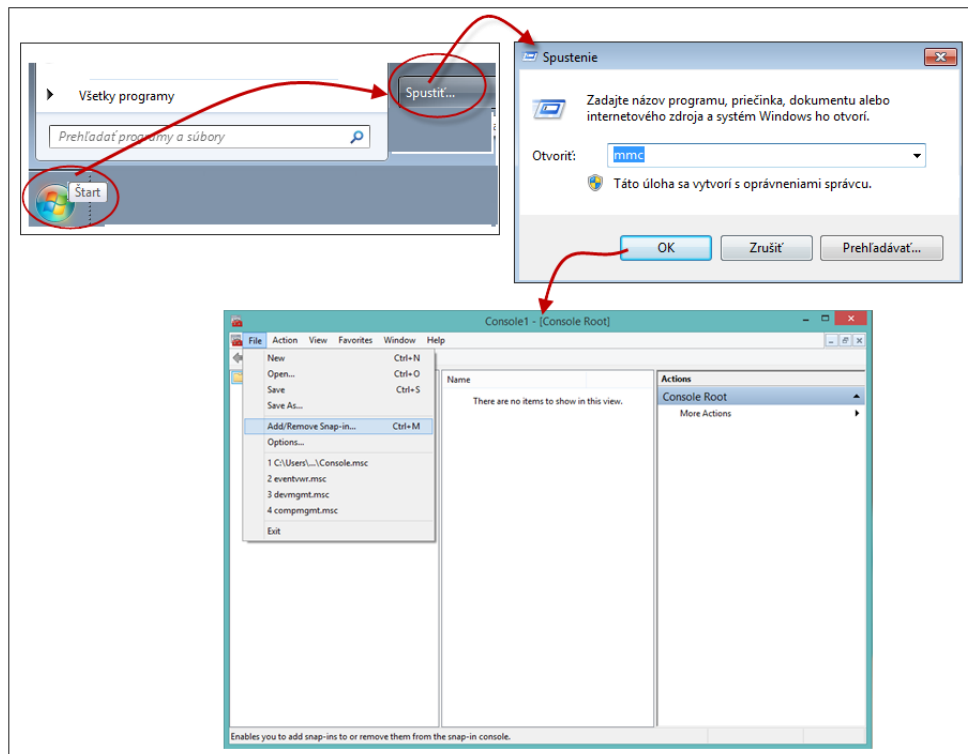 Všetky programy
Prehľadať programy a súbory
Štart
Spustiť...
Spustenie
Zadajte názov programu, priečinka, dokumentu alebo
internetového zdroja a systém Windows ho otvorí.
Otvoriť:
mmc
Táto úloha sa vytvorí s oprávneniami správcu.
OK
Zrušiť
Prehľadávať...
Console1 - [Console Root]
File Action View Favorites Window Help
New Ctrl+N
Open... Ctrl+O
Save Ctrl+S
Save As...
Add/Remove Snap-in... Ctrl+M
Options...
1 C:\Users\...\Console.msc
2 eventvwr.msc
3 devmgmt.msc
4 compmgmt.msc
Exit
Name
There are no items to show in this view.
Actions
Console Root
More Actions
Enables you to add snap-ins to or remove them from the snap-in console.